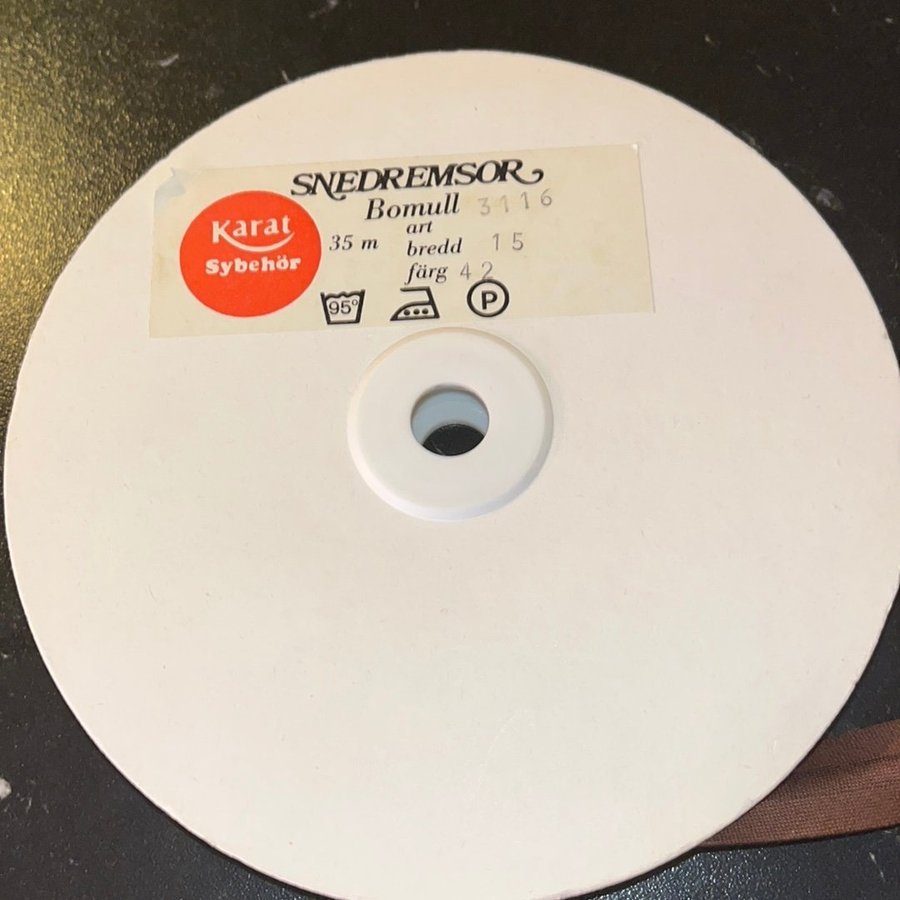 SNEDREMSOR
Karat
Sybehör
Bomull 3116
35 m
art
bredd 15
färg 42
95°
P